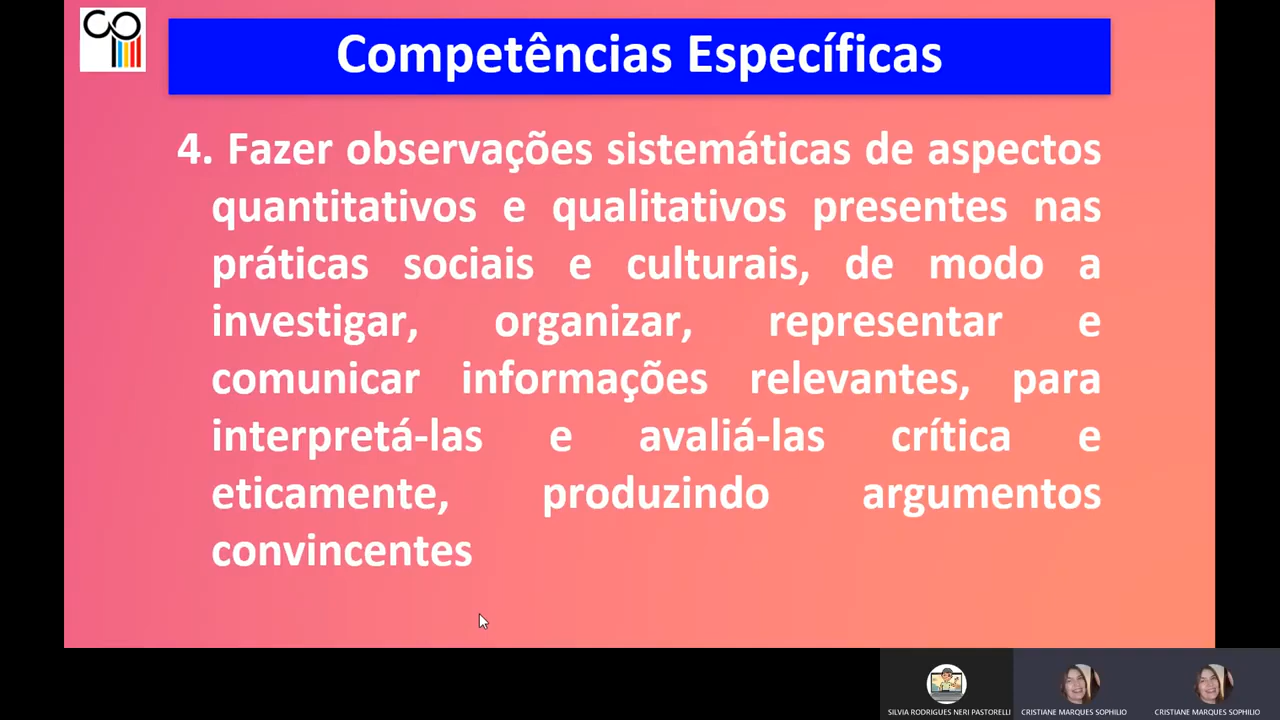 Competências Específicas
4. Fazer observações sistemáticas de aspectos
quantitativos e qualitativos presentes nas
práticas sociais e culturais, de modo a
investigar, organizar, representar e
comunicar informações relevantes, para
interpretá-las e avaliá-las crítica e
eticamente, produzindo argumentos
convincentes
SILVIA RODRIGUES NERI PASTORELLI
CRISTIANE MARQUES SOPHILIO
CRISTIANE MARQUES SOPHILIO